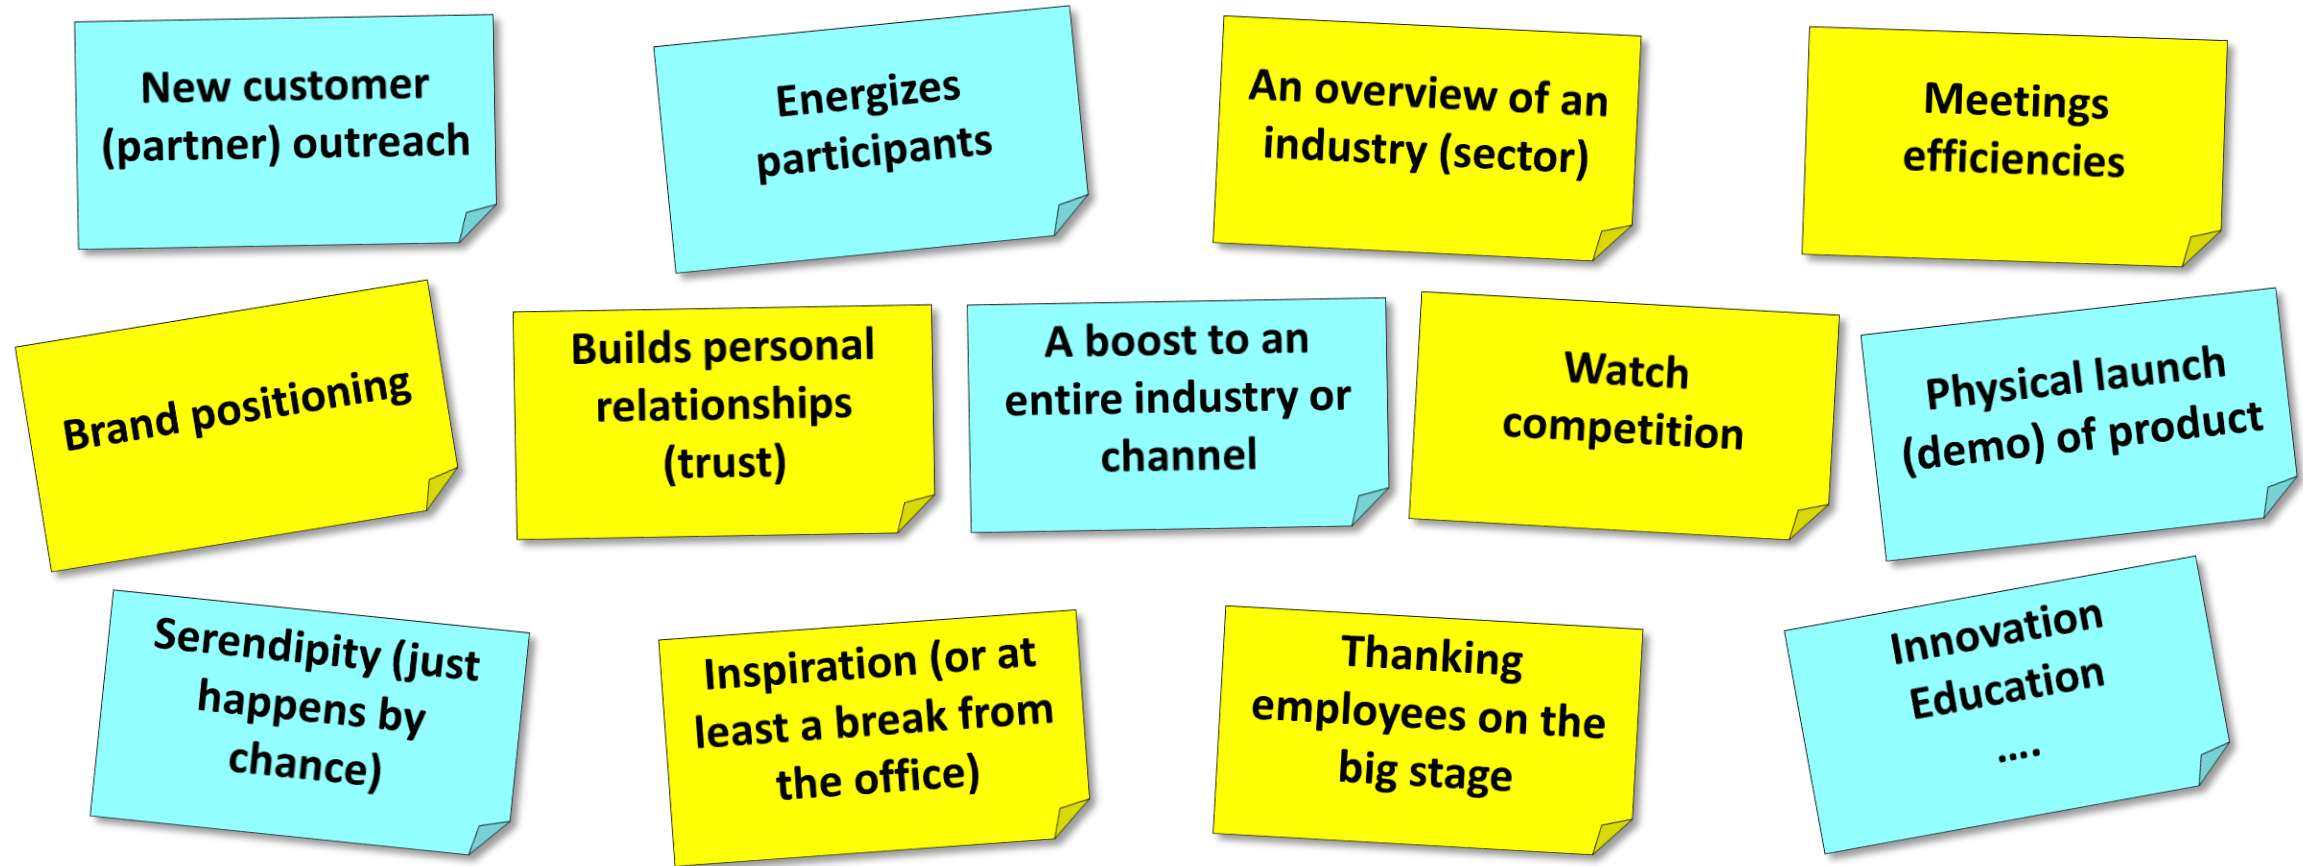 New customer
(partner) outreach
Energizes
participants
An overview of an
industry (sector)
Meetings
efficiencies
Brand positioning
Builds personal
relationships
(trust)
A boost to an
entire industry or
channel
Watch
competition
Physical launch
(demo) of product
Serendipity (just
happens by
chance)
Inspiration (or at
least a break from
the office)
Thanking
employees on the
big stage
Innovation
Education
....